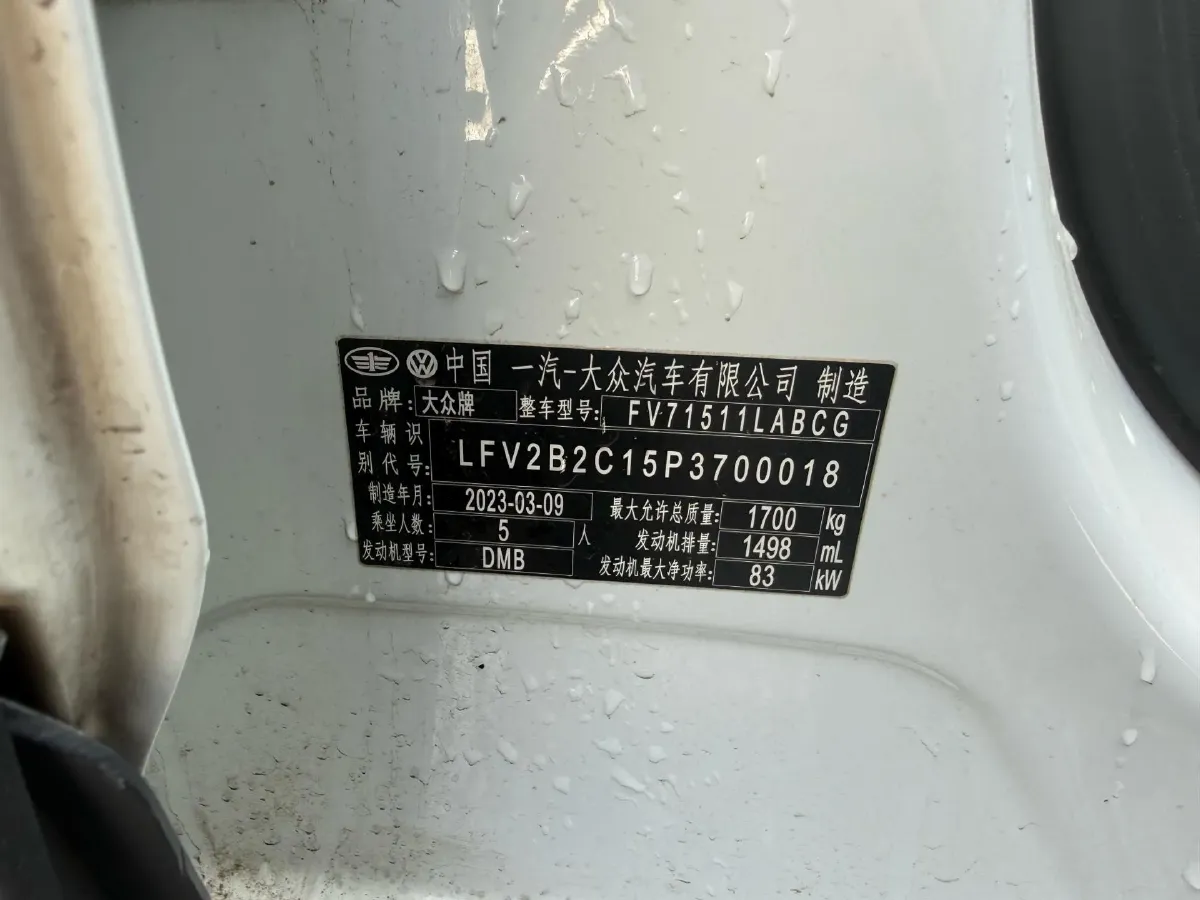 中国 一汽-大众汽车有限公司 制造
品牌: 大众牌 整车型号: FV71511LABCG
车辆识
别代号: LFV2B2C15P3700018
制造年月: 2023-03-09 最大允许总质量: 1700 kg
乘坐人数: 5 人 发动机排量: 1498 mL
发动机型号: DMB 发动机最大净功率: 83 kW